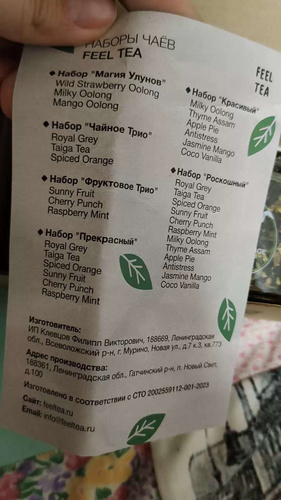 НАБОРЫ ЧАЁВ
FEEL TEA
FEEL
TEA
Набор "Магия Улунов"
Wild Strawberry Oolong
Milky Oolong
Mango Oolong
Набор "Чайное Трио"
Royal Grey
Taiga Tea
Spiced Orange
Набор "Фруктовое Трио"
Sunny Fruit
Cherry Punch
Raspberry Mint
Набор "Прекрасный"
Royal Grey
Taiga Tea
Spiced Orange
Sunny Fruit
Cherry Punch
Raspberry Mint
Набор "Красивый"
Milky Oolong
Thyme Assam
Apple Pie
Antistress
Jasmine Mango
Coco Vanilla
Набор "Роскошный"
Royal Grey
Taiga Tea
Spiced Orange
Sunny Fruit
Cherry Punch
Raspberry Mint
Milky Oolong
Thyme Assam
Apple Pie
Antistress
Jasmine Mango
Coco Vanilla
Изготовитель:
ИП Клевцов Филипп Викторович, 188669, Ленинградская
обл., Всеволожский р-н, г. Мурино, Новая ул., д.7 к.3, кв.773
Адрес производства:
188361, Ленинградская обл., Гатчинский р-н, п. Новый Свет,
д.100
Изготовлено в соответствии с СТО 2002559112-001-2023
Сайт: feeltea.ru
Email: info@feeltea.ru